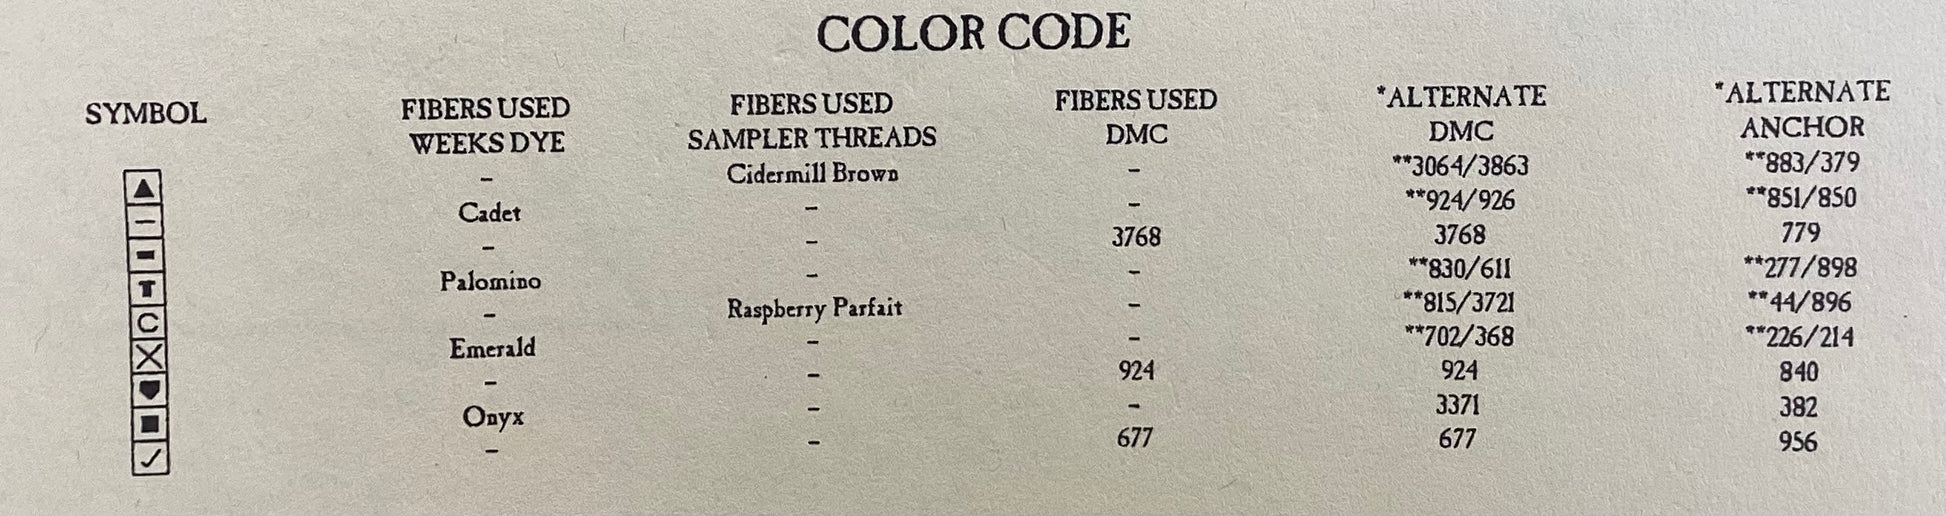 COLOR CODE
SYMBOL FIBERS USED WEEKS DYE FIBERS USED SAMPLER THREADS FIBERS USED DMC *ALTERNATE DMC *ALTERNATE ANCHOR
▲ – Cidermill Brown – **3064/3863 **883/379
– Cadet – – **924/926 **851/850
▬ – – 3768 3768 779
T Palomino – – **830/611 **277/898
C – Raspberry Parfait – **815/3721 **44/896
X Emerald – – **702/368 **226/214
⬟ – – 924 924 840
■ Onyx – – 3371 382
✓ – – 677 677 956